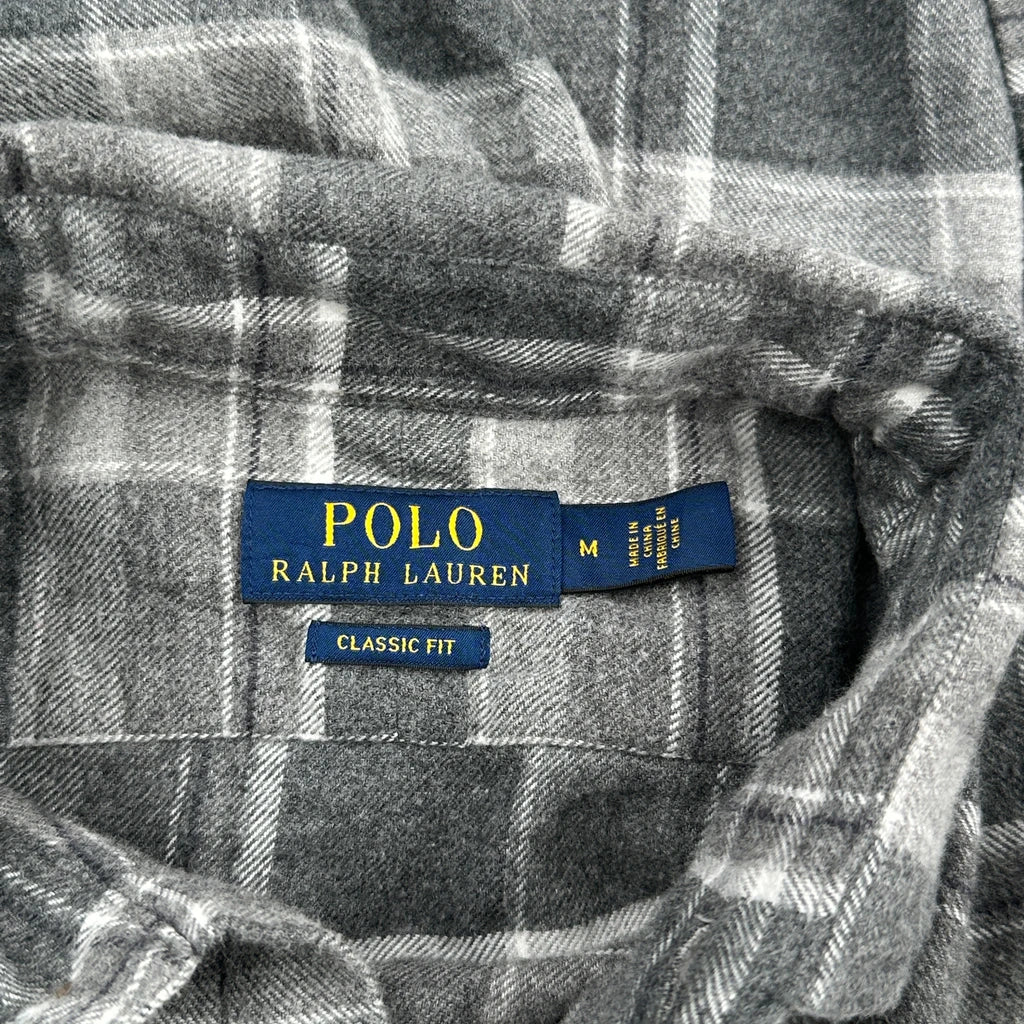 POLO
RALPH LAUREN
M
MADE IN
CHINA
FABRIQUÉ EN
CHINE
CLASSIC FIT